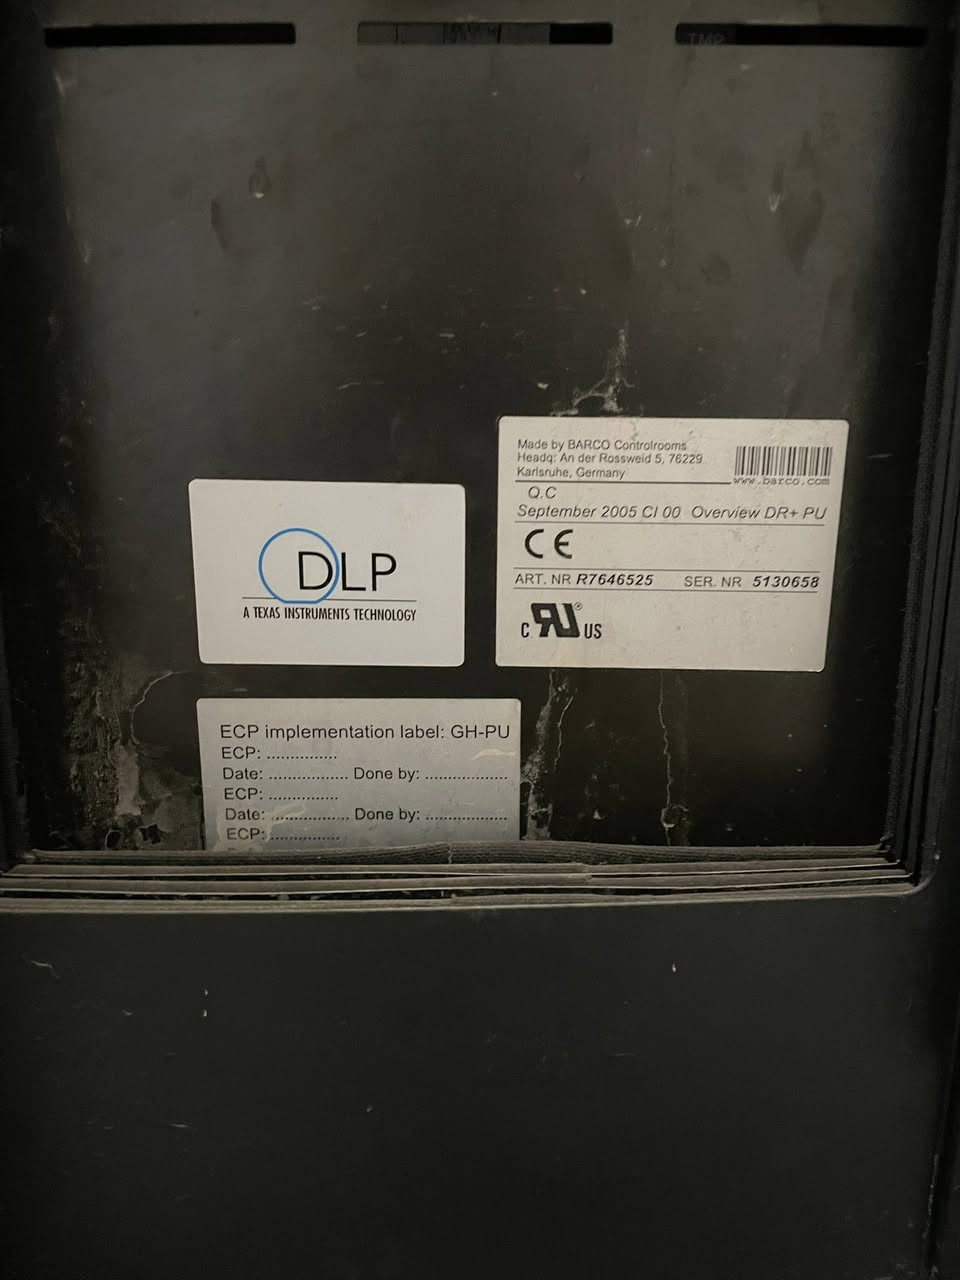 TMP
Made by BARCO Controlrooms
Headq: An der Rossweid 5, 76229
Karlsruhe, Germany
www.barco.com
Q.C
September 2005 CI 00 Overview DR+ PU
CE
ART. NR R7646525 SER. NR 5130658
c RU ® US
DLP
A TEXAS INSTRUMENTS TECHNOLOGY
ECP implementation label: GH-PU
ECP: ...............
Date: ................. Done by: ..................
ECP: ...............
Date: ................. Done by: ..................
ECP: ...............